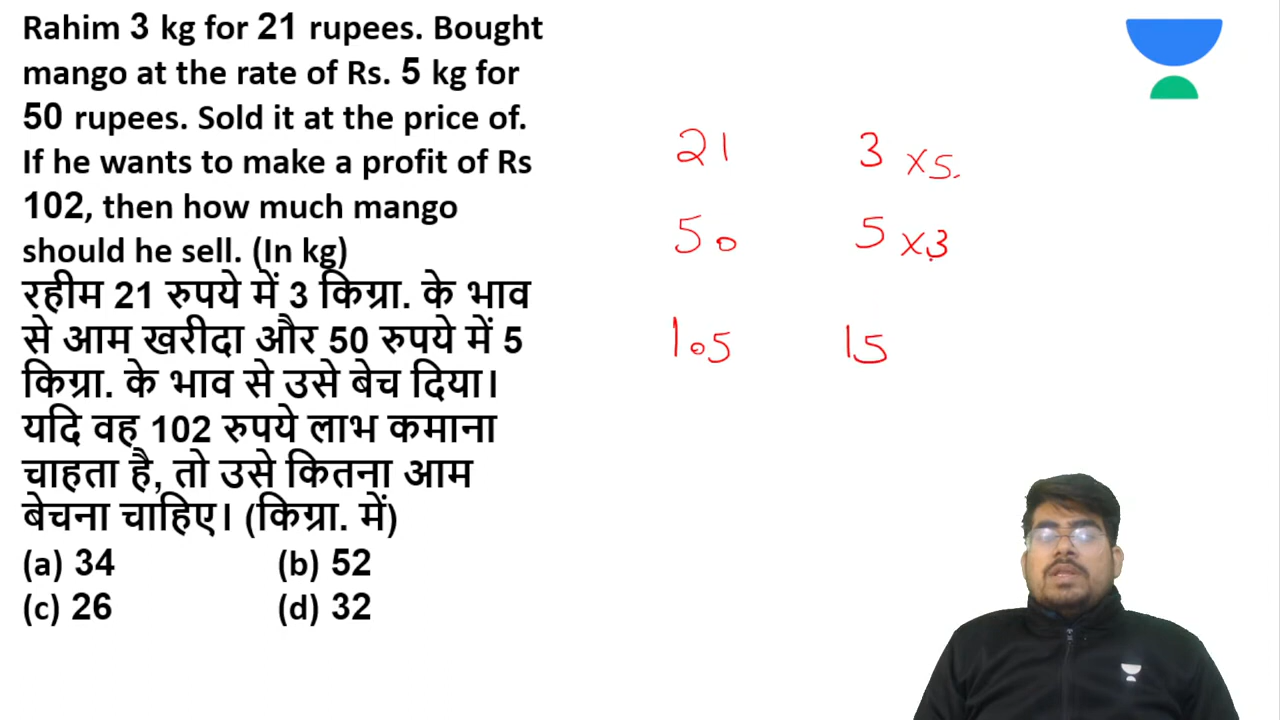 Rahim 3 kg for 21 rupees. Bought
mango at the rate of Rs. 5 kg for
50 rupees. Sold it at the price of.
If he wants to make a profit of Rs
102, then how much mango
should he sell. (In kg)
रहीम 21 रुपये में 3 किग्रा. के भाव
से आम खरीदा और 50 रुपये में 5
किग्रा. के भाव से उसे बेच दिया।
यदि वह 102 रुपये लाभ कमाना
चाहता है, तो उसे कितना आम
बेचना चाहिए। (किग्रा. में)
(a) 34 (b) 52
(c) 26 (d) 32
21 3 ×5
50 5 ×3
105 15